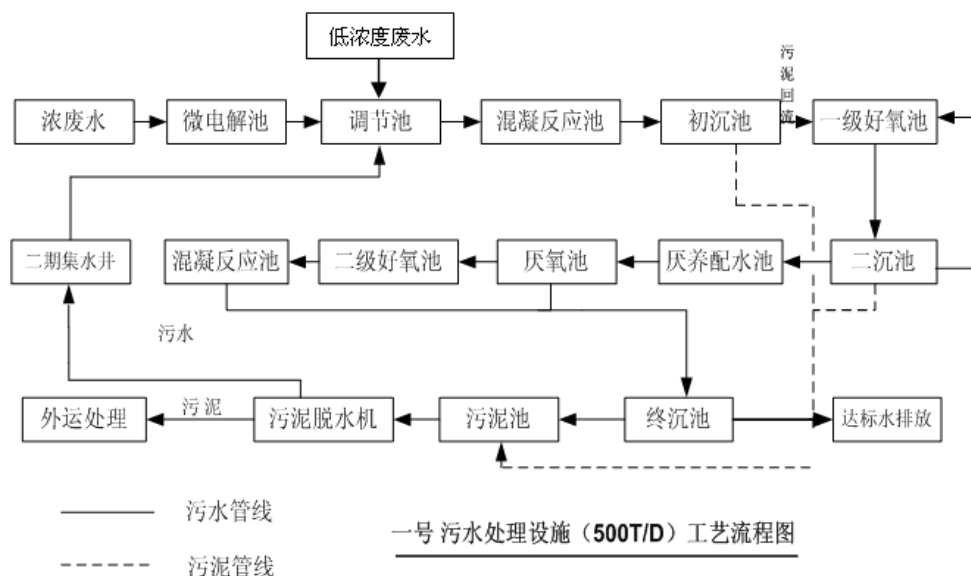 低浓度废水
浓废水
微电解池
调节池
混凝反应池
初沉池
污泥回流
一级好氧池
二期集水井
混凝反应池
二级好氧池
厌氧池
厌养配水池
二沉池
污水
外运处理
污泥
污泥脱水机
污泥池
终沉池
达标水排放
污水管线
一号 污水处理设施（500T/D）工艺流程图
污泥管线